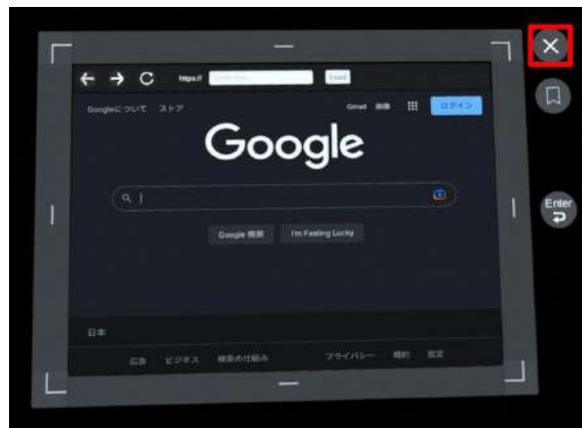 https://
Load
Googleについて ストア
Gmail 画像
ログイン
Google
Google 検索
I'm Feeling Lucky
Enter
日本
広告 ビジネス 検索の仕組み
プライバシー 規約 設定